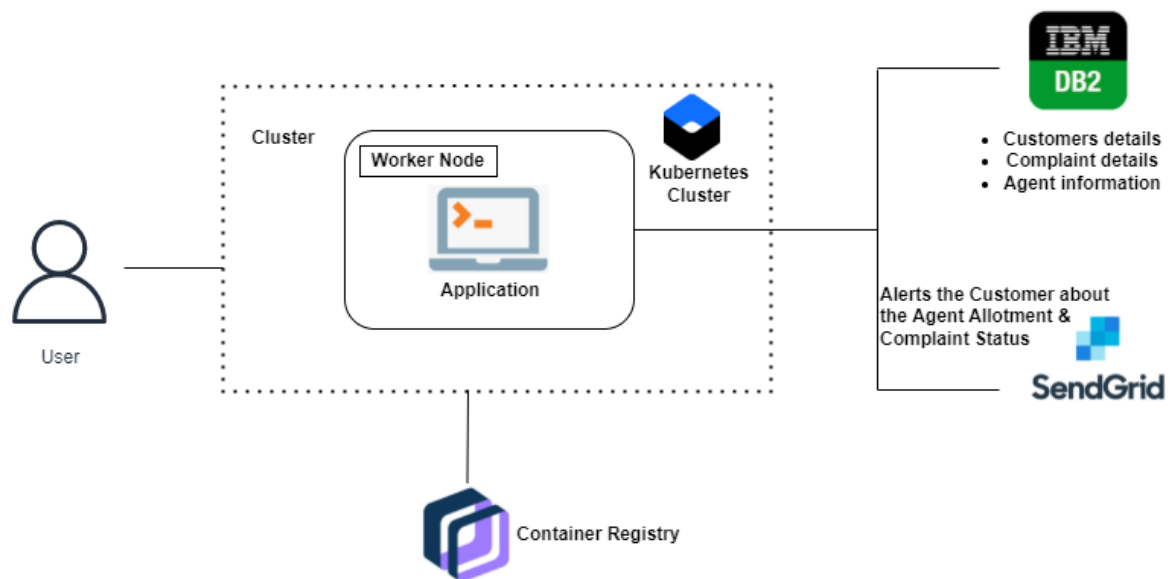 IBM
DB2
Cluster
Worker Node
Kubernetes
Cluster
• Customers details
• Complaint details
• Agent information
Application
User
Alerts the Customer about
the Agent Allotment &
Complaint Status
SendGrid
Container Registry